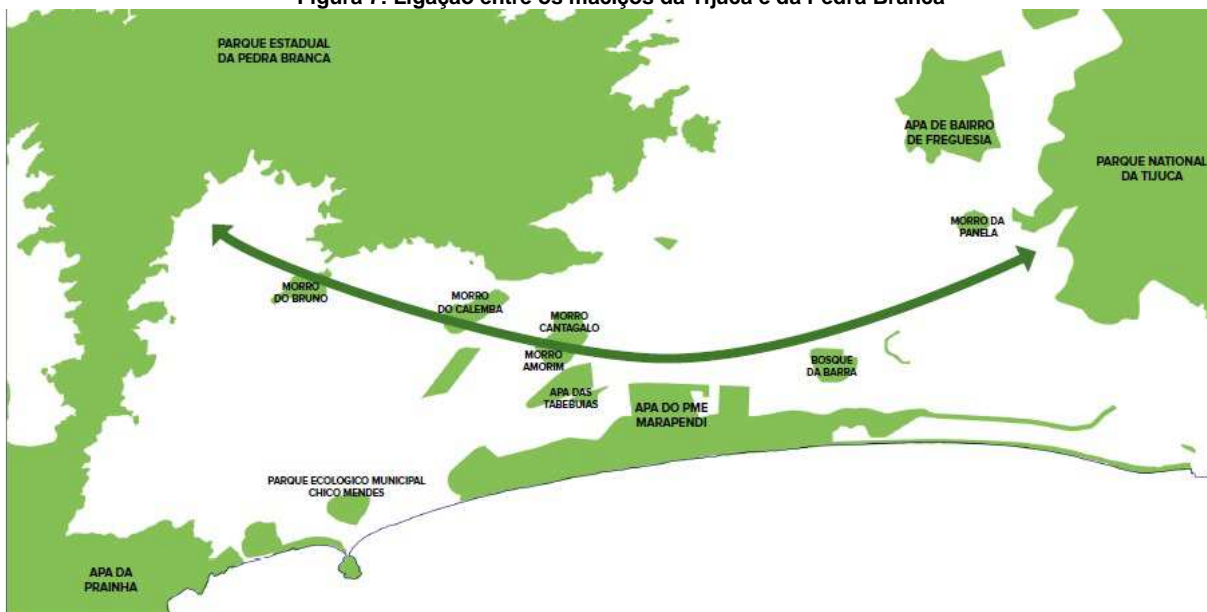 Figura 7. Ligação entre os maciços da Tijuca e da Pedra Branca
PARQUE ESTADUAL
DA PEDRA BRANCA
APA DE BAIRRO
DE FREGUESIA
PARQUE NATIONAL
DA TIJUCA
MORRO DA
PANELA
MORRO
DO BRUNO
MORRO
DO CALEMBA
MORRO
CANTAGALO
MORRO
AMORIM
BOSQUE
DA BARRA
APA DAS
TABEBUIAS
APA DO PME
MARAPENDI
PARQUE ECOLOGICO MUNICIPAL
CHICO MENDES
APA DA
PRAINHA